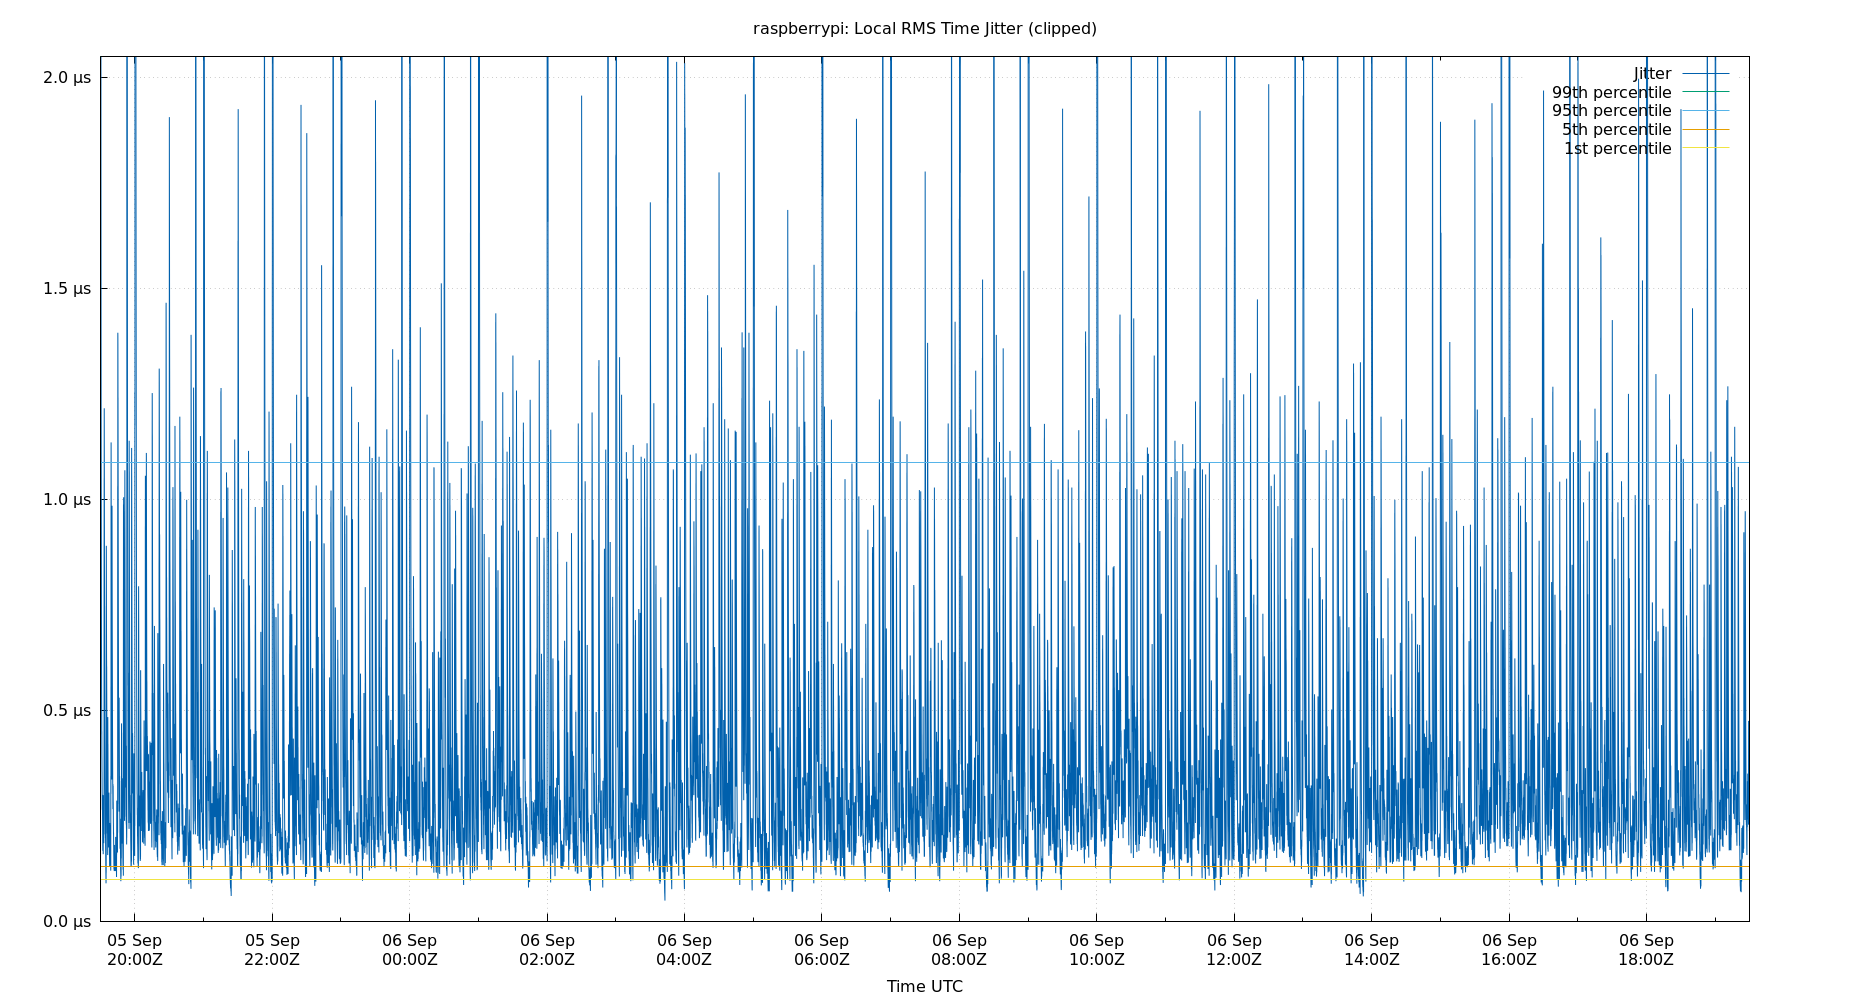 raspberrypi: Local RMS Time Jitter (clipped)
2.0 µs
1.5 µs
1.0 µs
0.5 µs
0.0 µs
Jitter
99th percentile
95th percentile
5th percentile
1st percentile
05 Sep 05 Sep 06 Sep 06 Sep 06 Sep 06 Sep 06 Sep 06 Sep 06 Sep 06 Sep 06 Sep 06 Sep
20:00Z 22:00Z 00:00Z 02:00Z 04:00Z 06:00Z 08:00Z 10:00Z 12:00Z 14:00Z 16:00Z 18:00Z
Time UTC